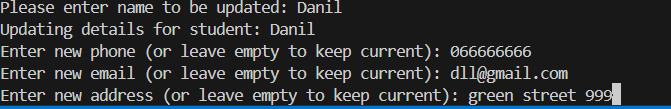 Please enter name to be updated: Danil
Updating details for student: Danil
Enter new phone (or leave empty to keep current): 066666666
Enter new email (or leave empty to keep current): dll@gmail.com
Enter new address (or leave empty to keep current): green street 999